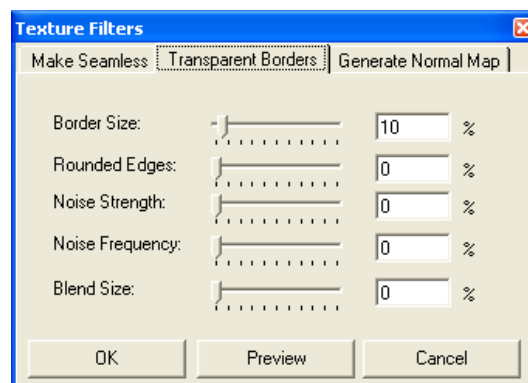 Texture Filters
Make Seamless Transparent Borders Generate Normal Map
Border Size: 10 %
Rounded Edges: 0 %
Noise Strength: 0 %
Noise Frequency: 0 %
Blend Size: 0 %
OK Preview Cancel